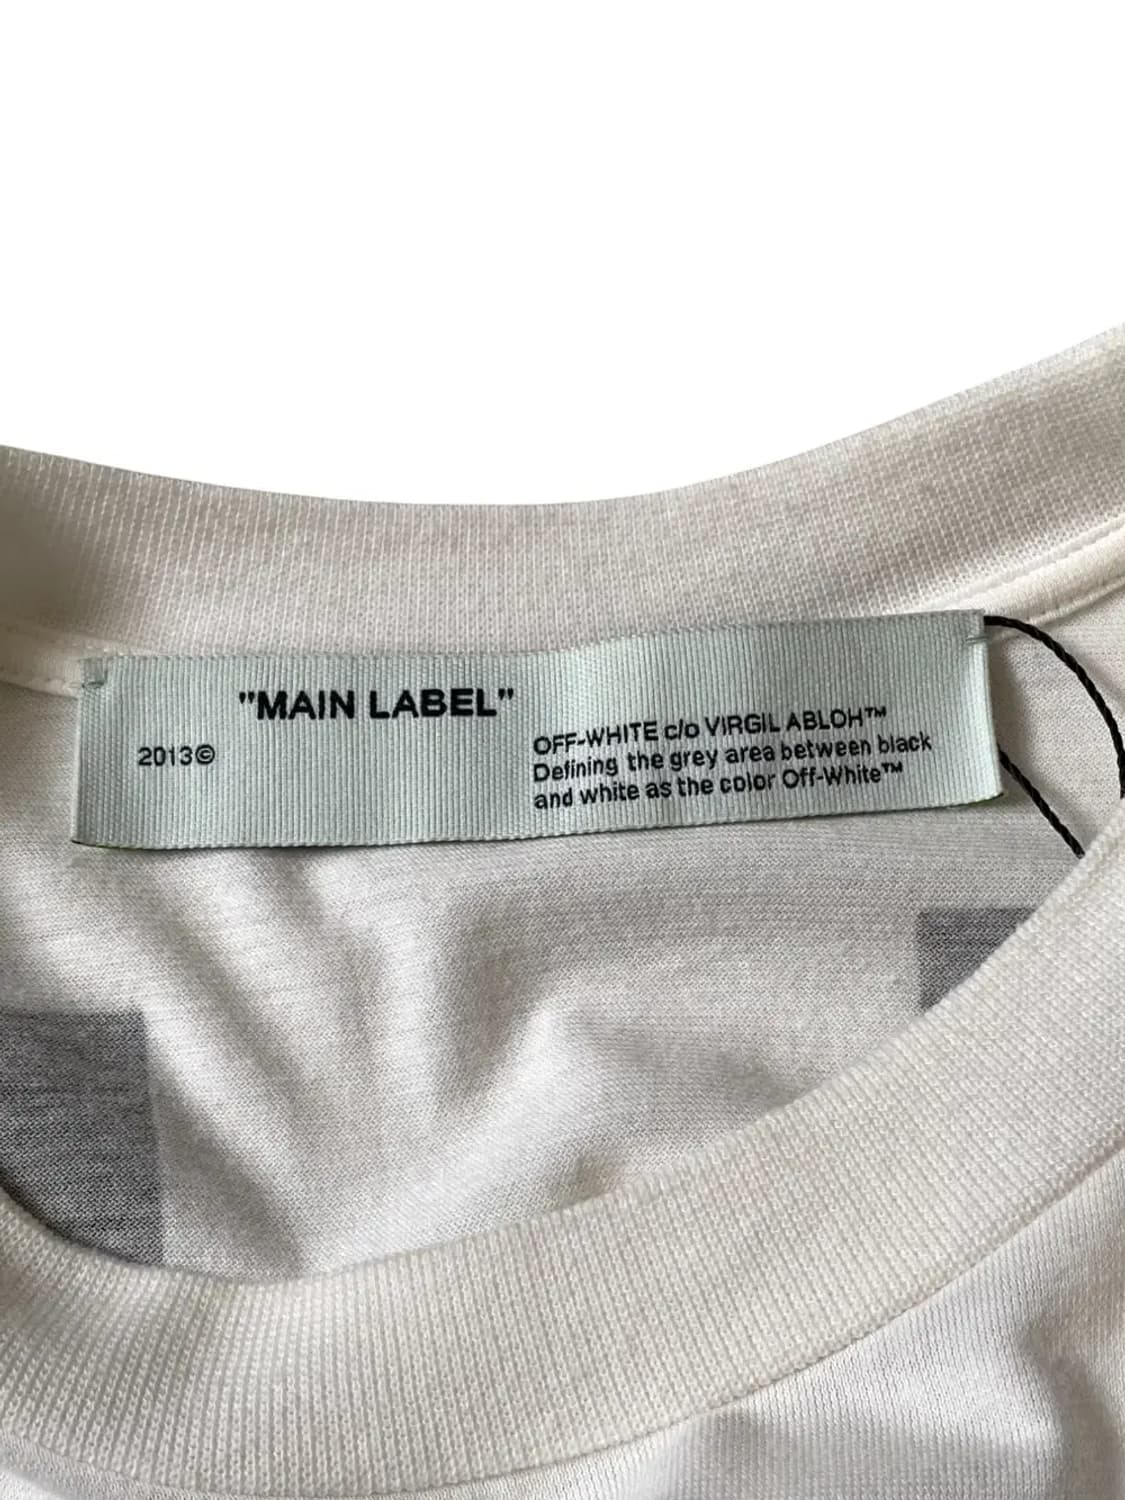 "MAIN LABEL"
2013©
OFF-WHITE c/o VIRGIL ABLOH™
Defining the grey area between black
and white as the color Off-White™